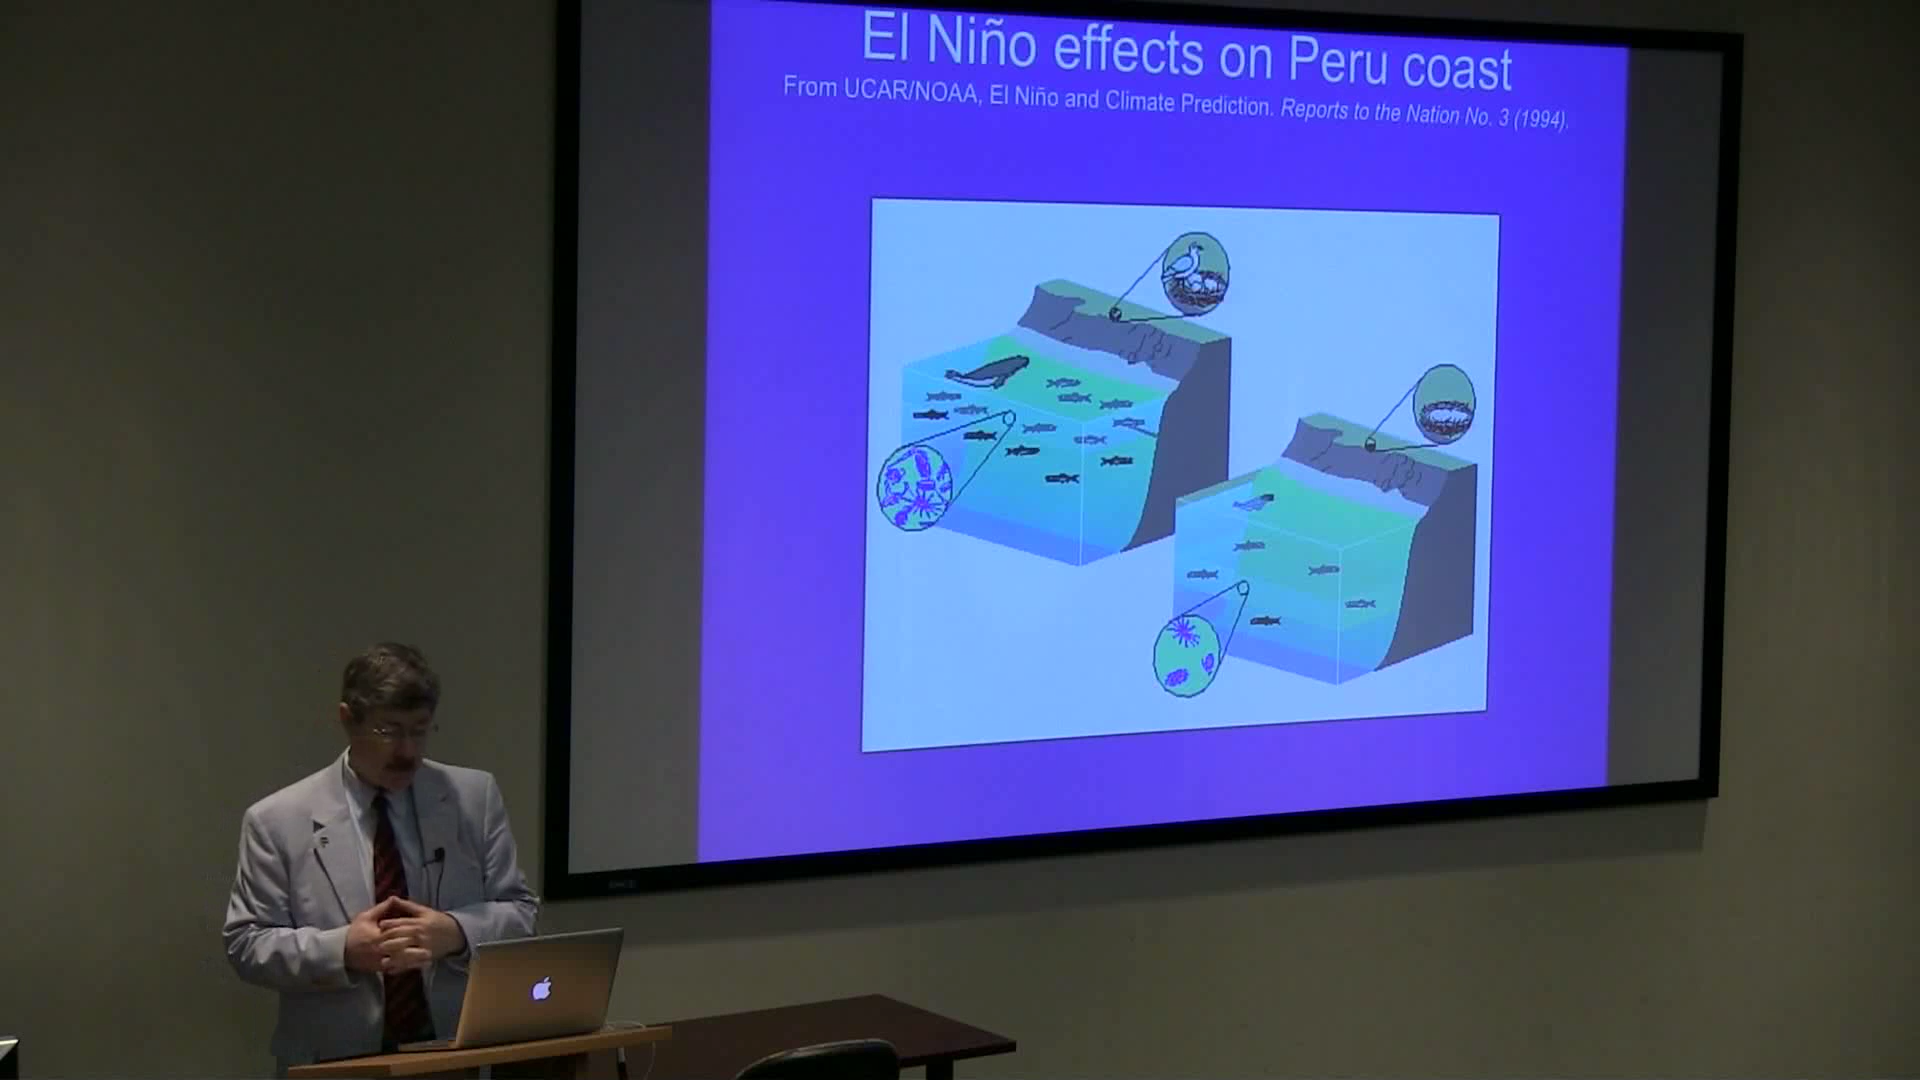 El Niño effects on Peru coast
From UCAR/NOAA, El Niño and Climate Prediction. Reports to the Nation No. 3 (1994).